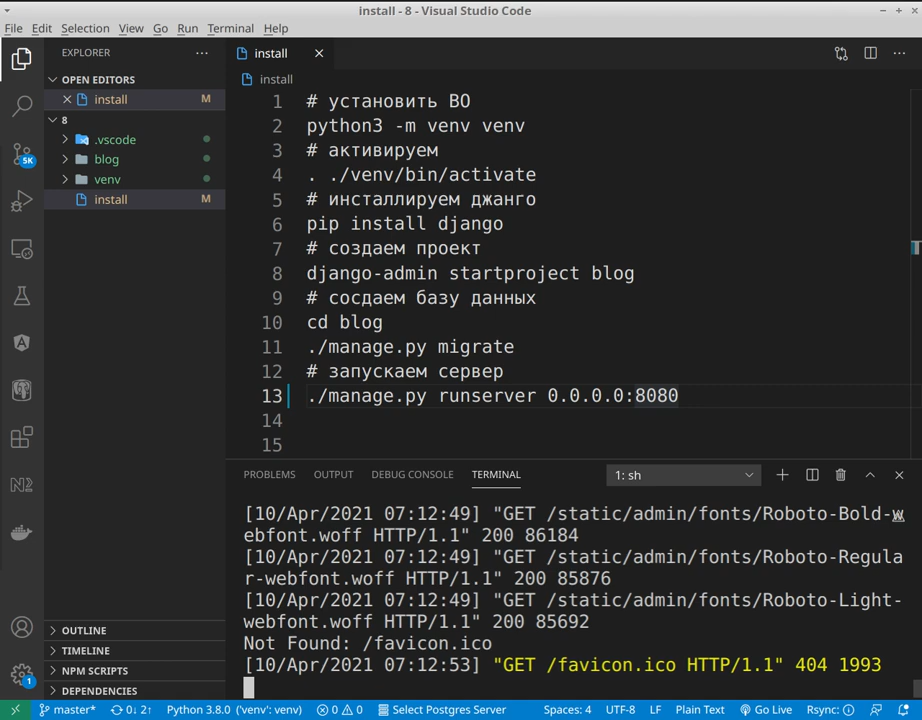 install - 8 - Visual Studio Code
File Edit Selection View Go Run Terminal Help
EXPLORER
OPEN EDITORS
install M
8
.vscode
blog
venv
install M
OUTLINE
TIMELINE
NPM SCRIPTS
DEPENDENCIES
5K
1
install
install
1 # установить ВО
2 python3 -m venv venv
3 # активируем
4 . ./venv/bin/activate
5 # инсталлируем джанго
6 pip install django
7 # создаем проект
8 django-admin startproject blog
9 # сосдаем базу данных
10 cd blog
11 ./manage.py migrate
12 # запускаем сервер
13 ./manage.py runserver 0.0.0.0:8080
14
15
PROBLEMS OUTPUT DEBUG CONSOLE TERMINAL 1: sh
[10/Apr/2021 07:12:49] "GET /static/admin/fonts/Roboto-Bold-w
ebfont.woff HTTP/1.1" 200 86184
[10/Apr/2021 07:12:49] "GET /static/admin/fonts/Roboto-Regula
r-webfont.woff HTTP/1.1" 200 85876
[10/Apr/2021 07:12:49] "GET /static/admin/fonts/Roboto-Light-
webfont.woff HTTP/1.1" 200 85692
Not Found: /favicon.ico
[10/Apr/2021 07:12:53] "GET /favicon.ico HTTP/1.1" 404 1993
master* 0↓ 2↑ Python 3.8.0 ('venv': venv) 0 0 Select Postgres Server Spaces: 4 UTF-8 LF Plain Text Go Live Rsync: